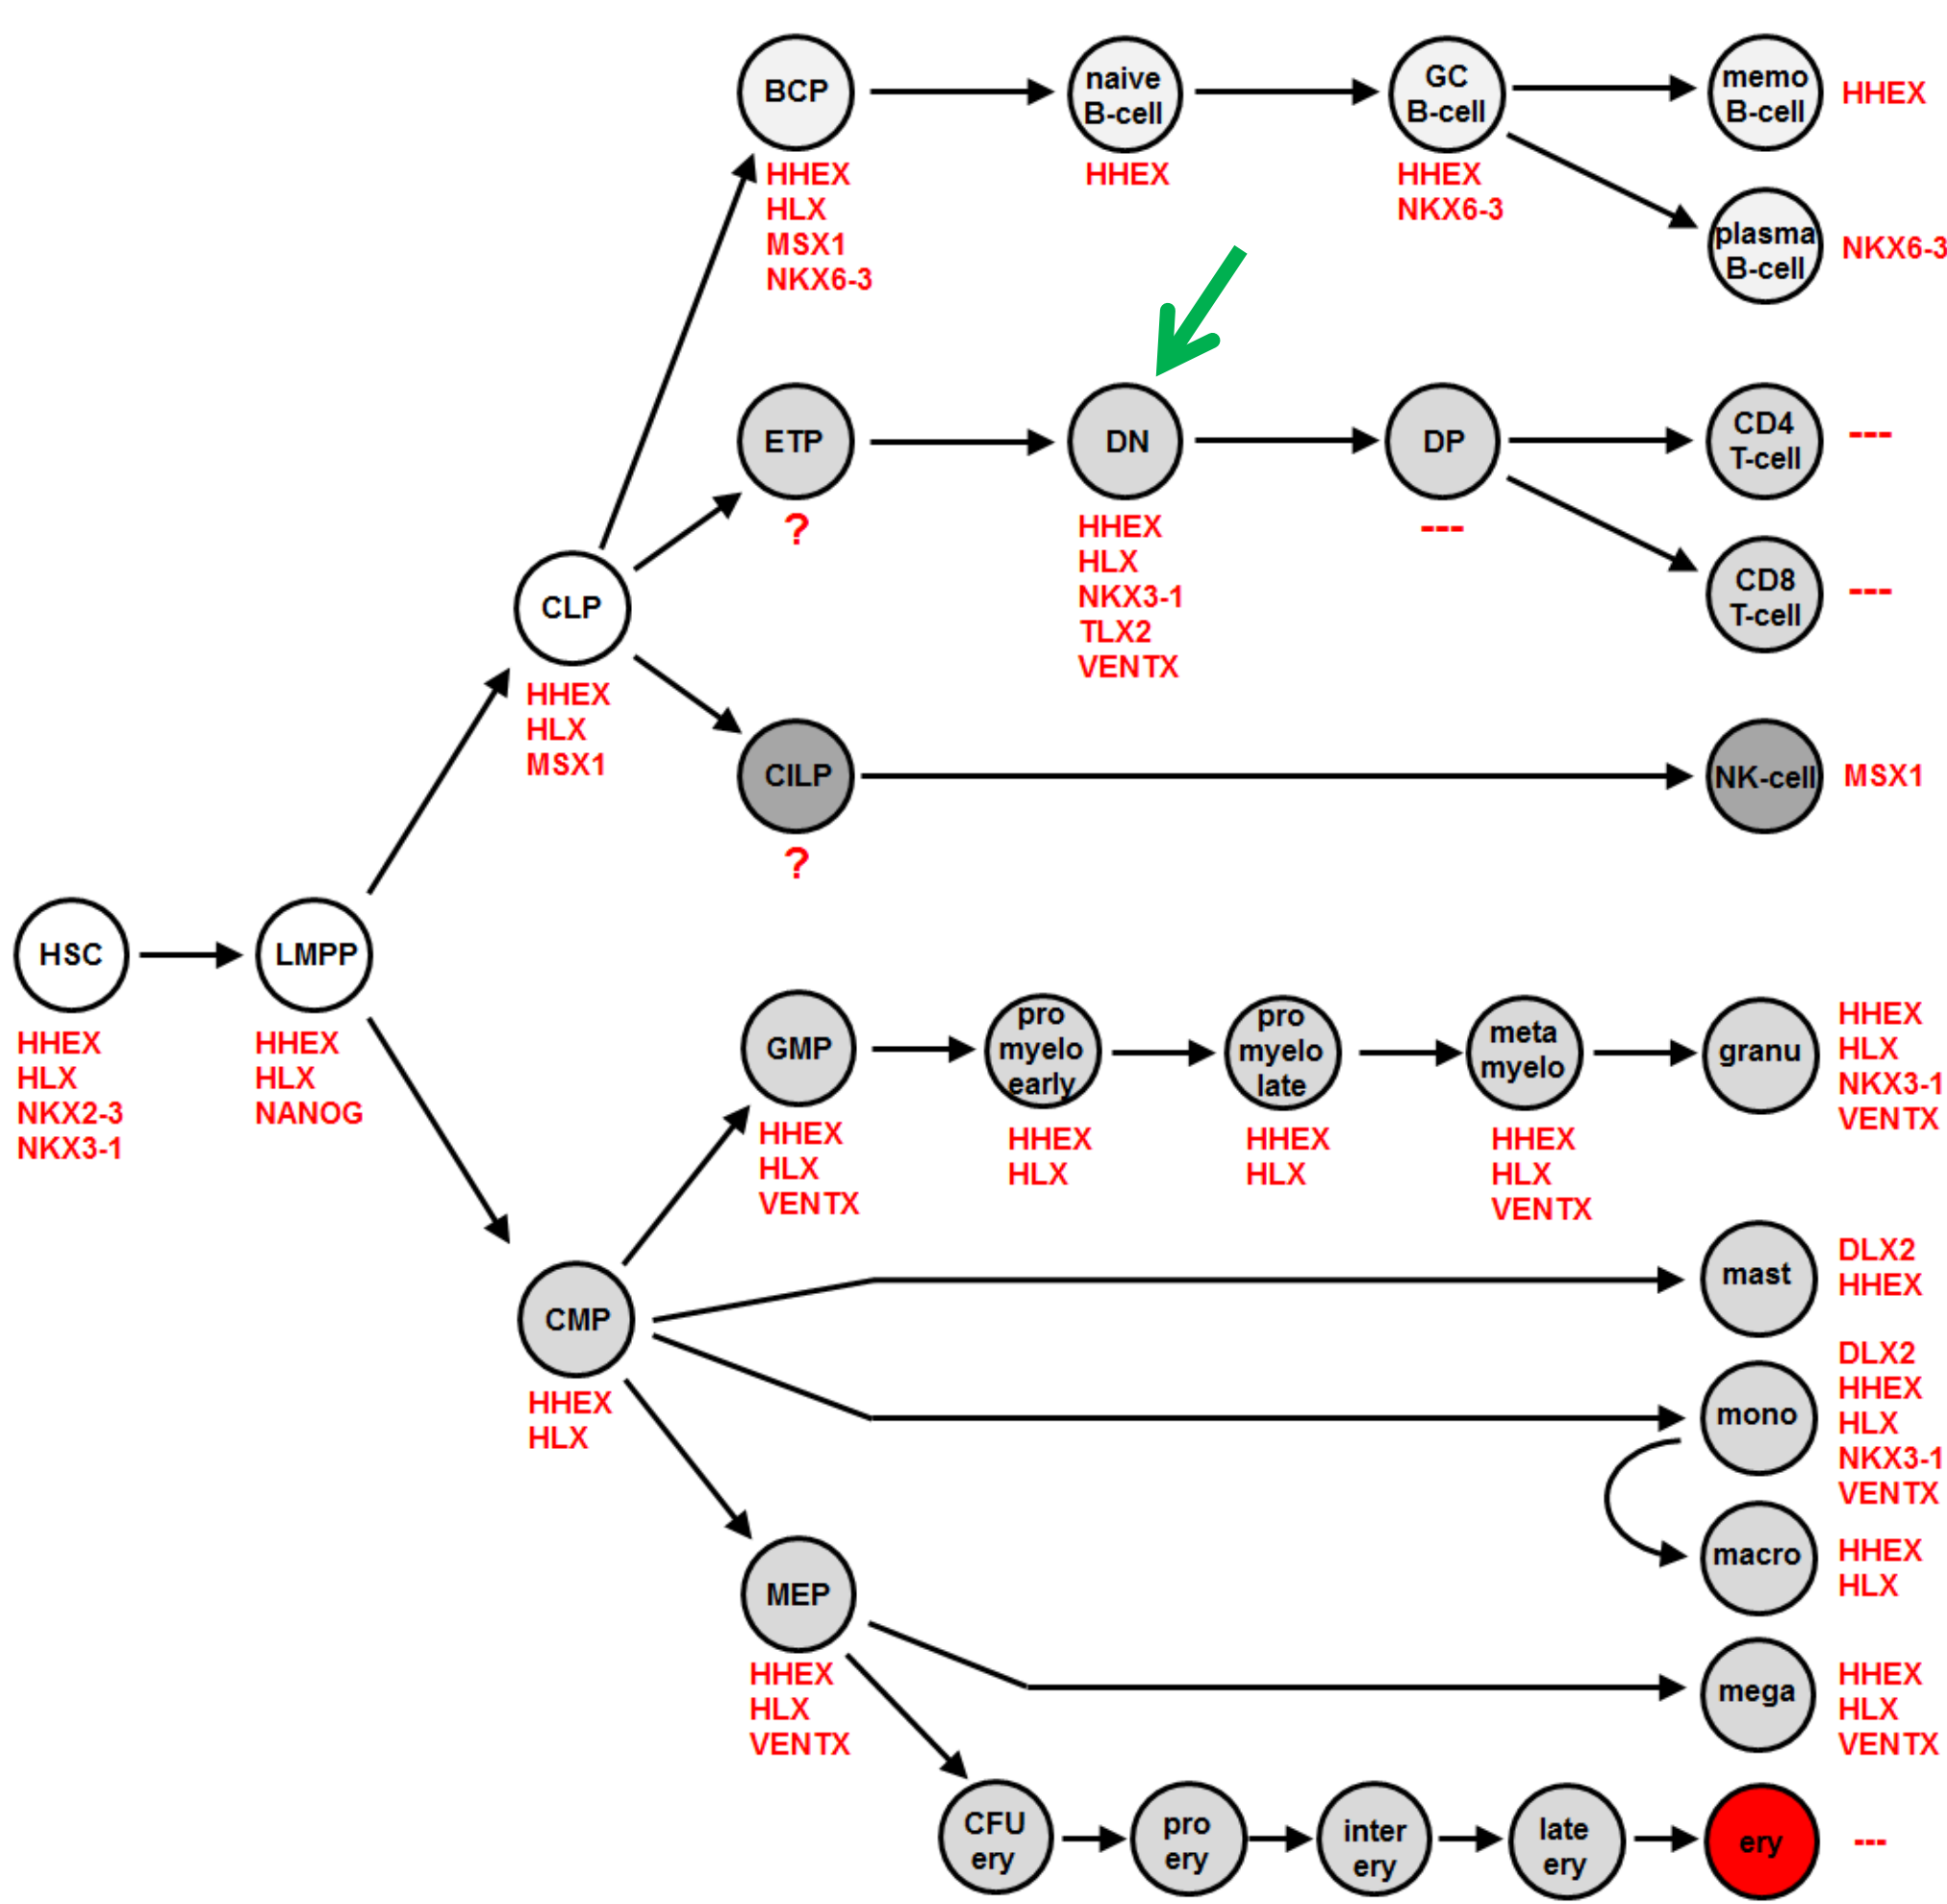 BCP
HHEX
HLX
MSX1
NKX6-3
naive
B-cell
HHEX
GC
B-cell
HHEX
NKX6-3
memo
B-cell
HHEX
plasma
B-cell
NKX6-3
ETP
?
DN
HHEX
HLX
NKX3-1
TLX2
VENTX
DP
---
CD4
T-cell
---
CD8
T-cell
---
CLP
HHEX
HLX
MSX1
CILP
?
NK-cell
MSX1
HSC
HHEX
HLX
NKX2-3
NKX3-1
LMPP
HHEX
HLX
NANOG
GMP
HHEX
HLX
VENTX
pro
myelo
early
HHEX
HLX
pro
myelo
late
HHEX
HLX
meta
myelo
HHEX
HLX
VENTX
granu
HHEX
HLX
NKX3-1
VENTX
CMP
HHEX
HLX
mast
DLX2
HHEX
mono
DLX2
HHEX
HLX
NKX3-1
VENTX
macro
HHEX
HLX
MEP
HHEX
HLX
VENTX
mega
HHEX
HLX
VENTX
CFU
ery
pro
ery
inter
ery
late
ery
ery
---